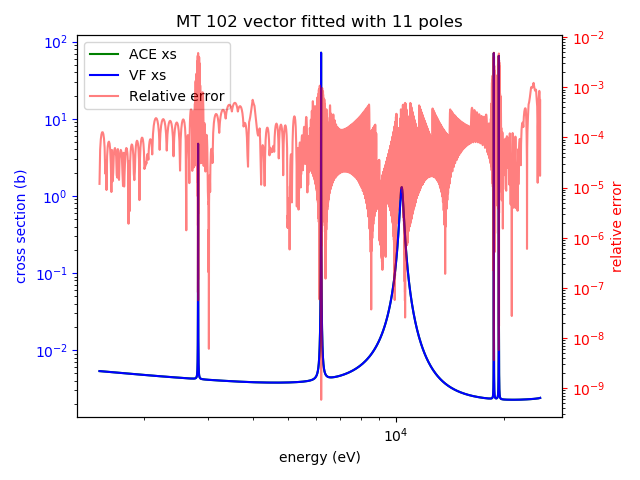 MT 102 vector fitted with 11 poles
ACE xs
VF xs
Relative error
cross section (b)
10²
10¹
10⁰
10⁻¹
10⁻²
relative error
10⁻²
10⁻³
10⁻⁴
10⁻⁵
10⁻⁶
10⁻⁷
10⁻⁸
10⁻⁹
10⁴
energy (eV)